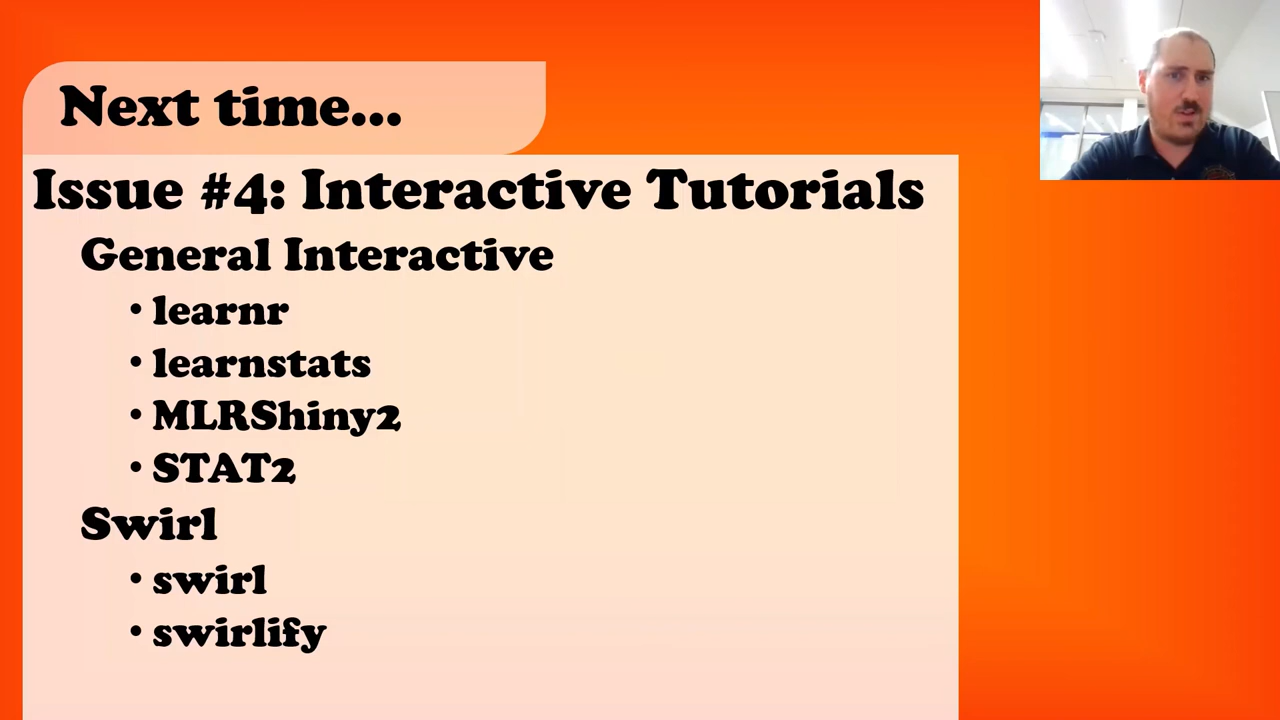 Next time...
Issue #4: Interactive Tutorials
General Interactive
• learnr
• learnstats
• MLRShiny2
• STAT2
Swirl
• swirl
• swirlify